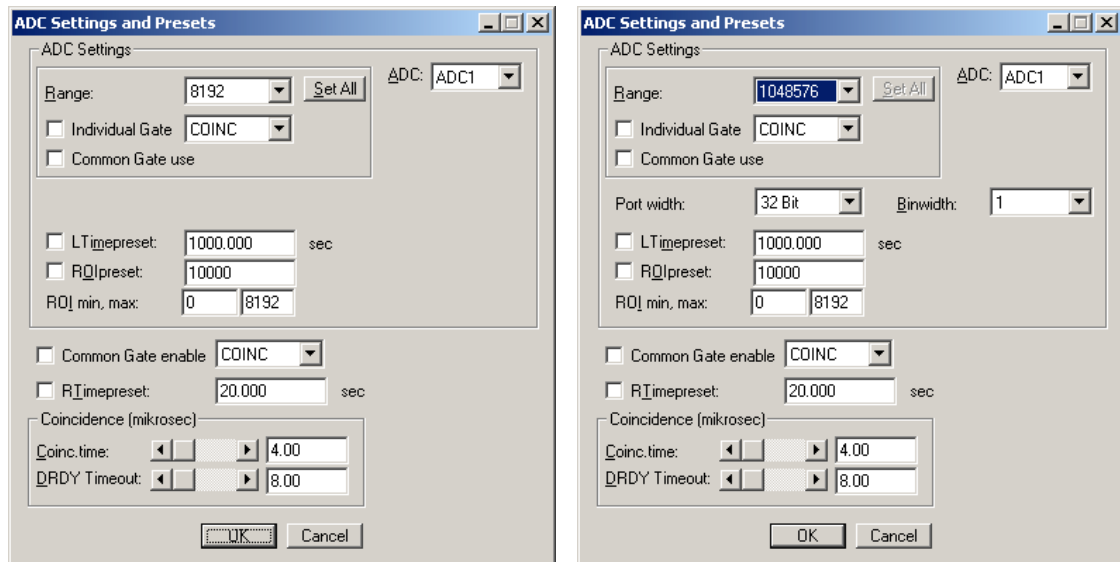 ADC Settings and Presets
ADC Settings
ADC: ADC1
Range: 8192 Set All
Individual Gate COINC
Common Gate use
LTimepreset: 1000.000 sec
ROIpreset: 10000
ROI min, max: 0 8192
Common Gate enable COINC
RTimepreset: 20.000 sec
Coincidence (mikrosec)
Coinc.time: 4.00
DRDY Timeout: 8.00
OK Cancel
ADC Settings and Presets
ADC Settings
ADC: ADC1
Range: 1048576 Set All
Individual Gate COINC
Common Gate use
Port width: 32 Bit Binwidth: 1
LTimepreset: 1000.000 sec
ROIpreset: 10000
ROI min, max: 0 8192
Common Gate enable COINC
RTimepreset: 20.000 sec
Coincidence (mikrosec)
Coinc.time: 4.00
DRDY Timeout: 8.00
OK Cancel